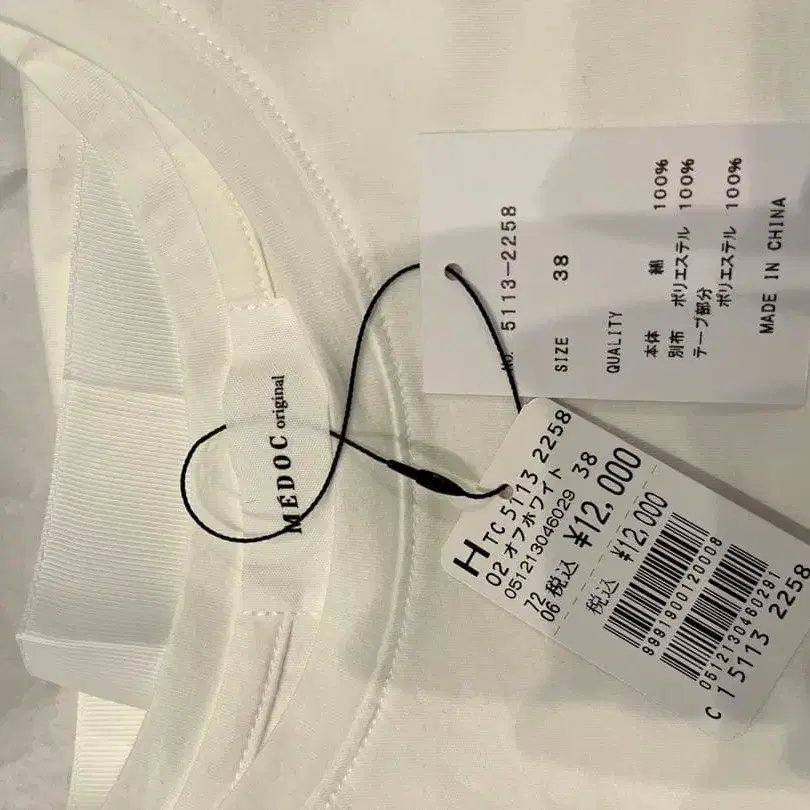 MEDOC original
No. 5113-2258
SIZE 38
QUALITY
本体 綿 100%
別布 ポリエステル 100%
テープ部分
ポリエステル 100%
MADE IN CHINA
H TC 5113 2258
02 オフホワイト
0512130460291 38
72
06 税込 ¥12,000
税込 ¥12,000
9991900120008
0512130460291
C 1 5113 2258